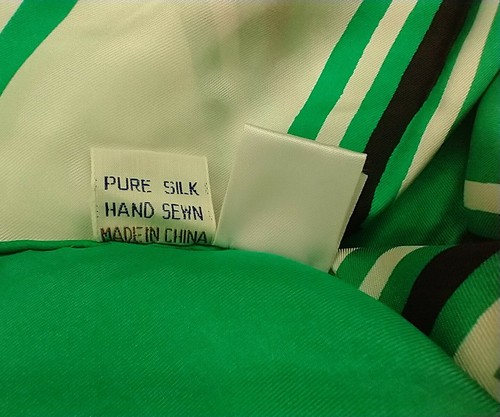 PURE SILK
HAND SEWN
MADE IN CHINA